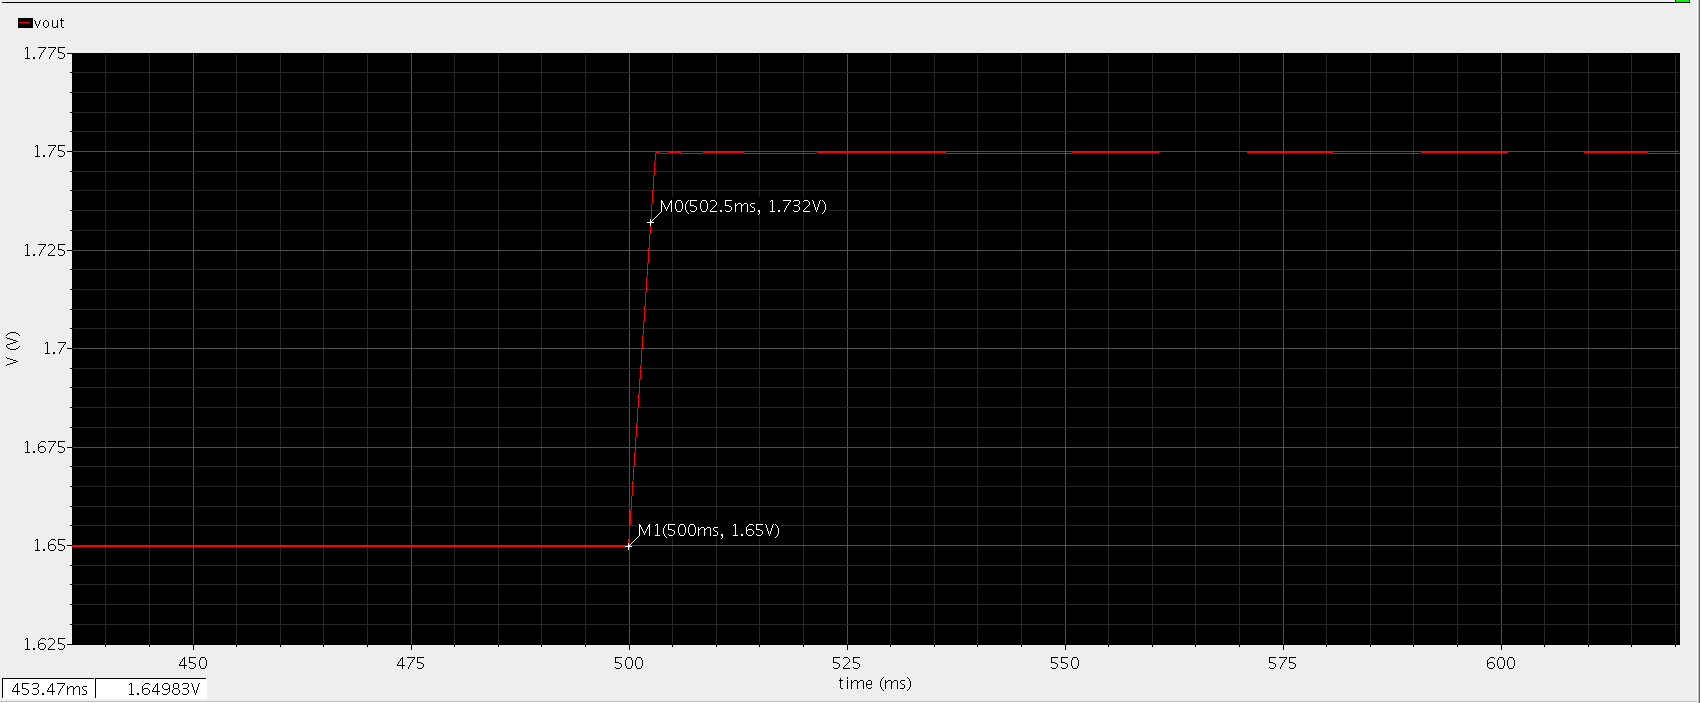 vout
1.775
1.75
M0(502.5ms, 1.732V)
1.725
V (V)
1.7
1.675
M1(500ms, 1.65V)
1.65
1.625
450 475 500 525 550 575 600
time (ms)
453.47ms 1.64983V